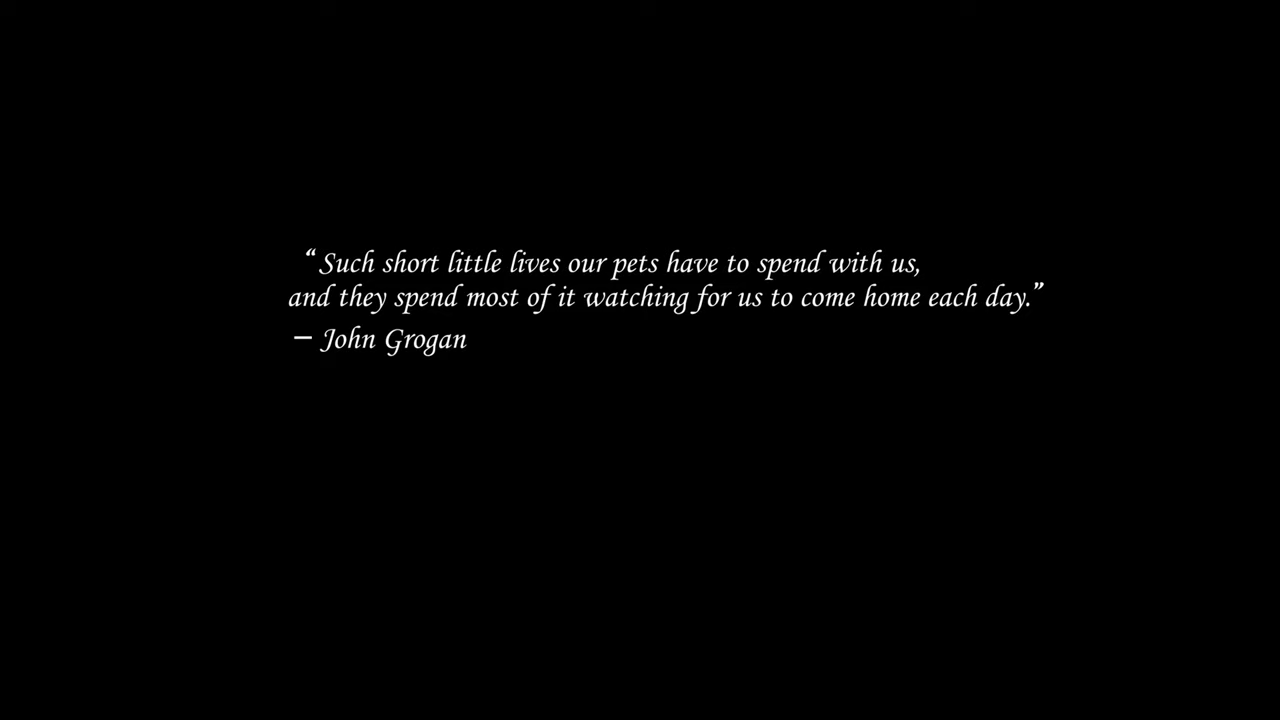 “Such short little lives our pets have to spend with us,
and they spend most of it watching for us to come home each day.”
– John Grogan